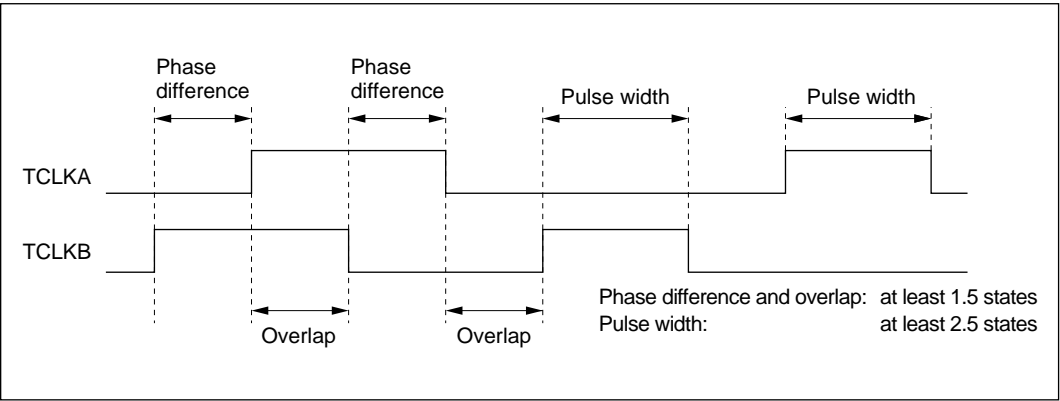 Phase
difference
Phase
difference
Pulse width
Pulse width
TCLKA
TCLKB
Overlap
Overlap
Phase difference and overlap: at least 1.5 states
Pulse width: at least 2.5 states